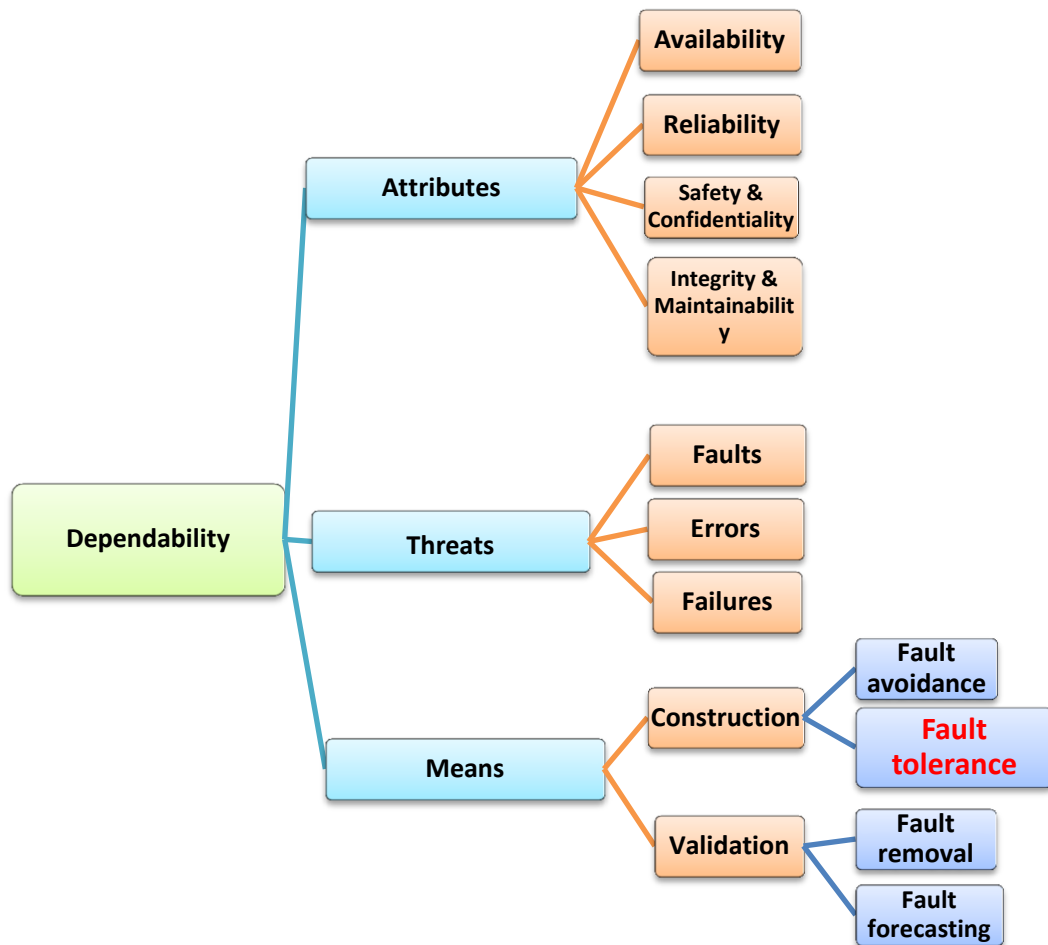 Availability
Reliability
Attributes
Safety &
Confidentiality
Integrity &
Maintainabilit
y
Faults
Dependability
Threats
Errors
Failures
Fault
avoidance
Construction
Fault
tolerance
Means
Validation
Fault
removal
Fault
forecasting